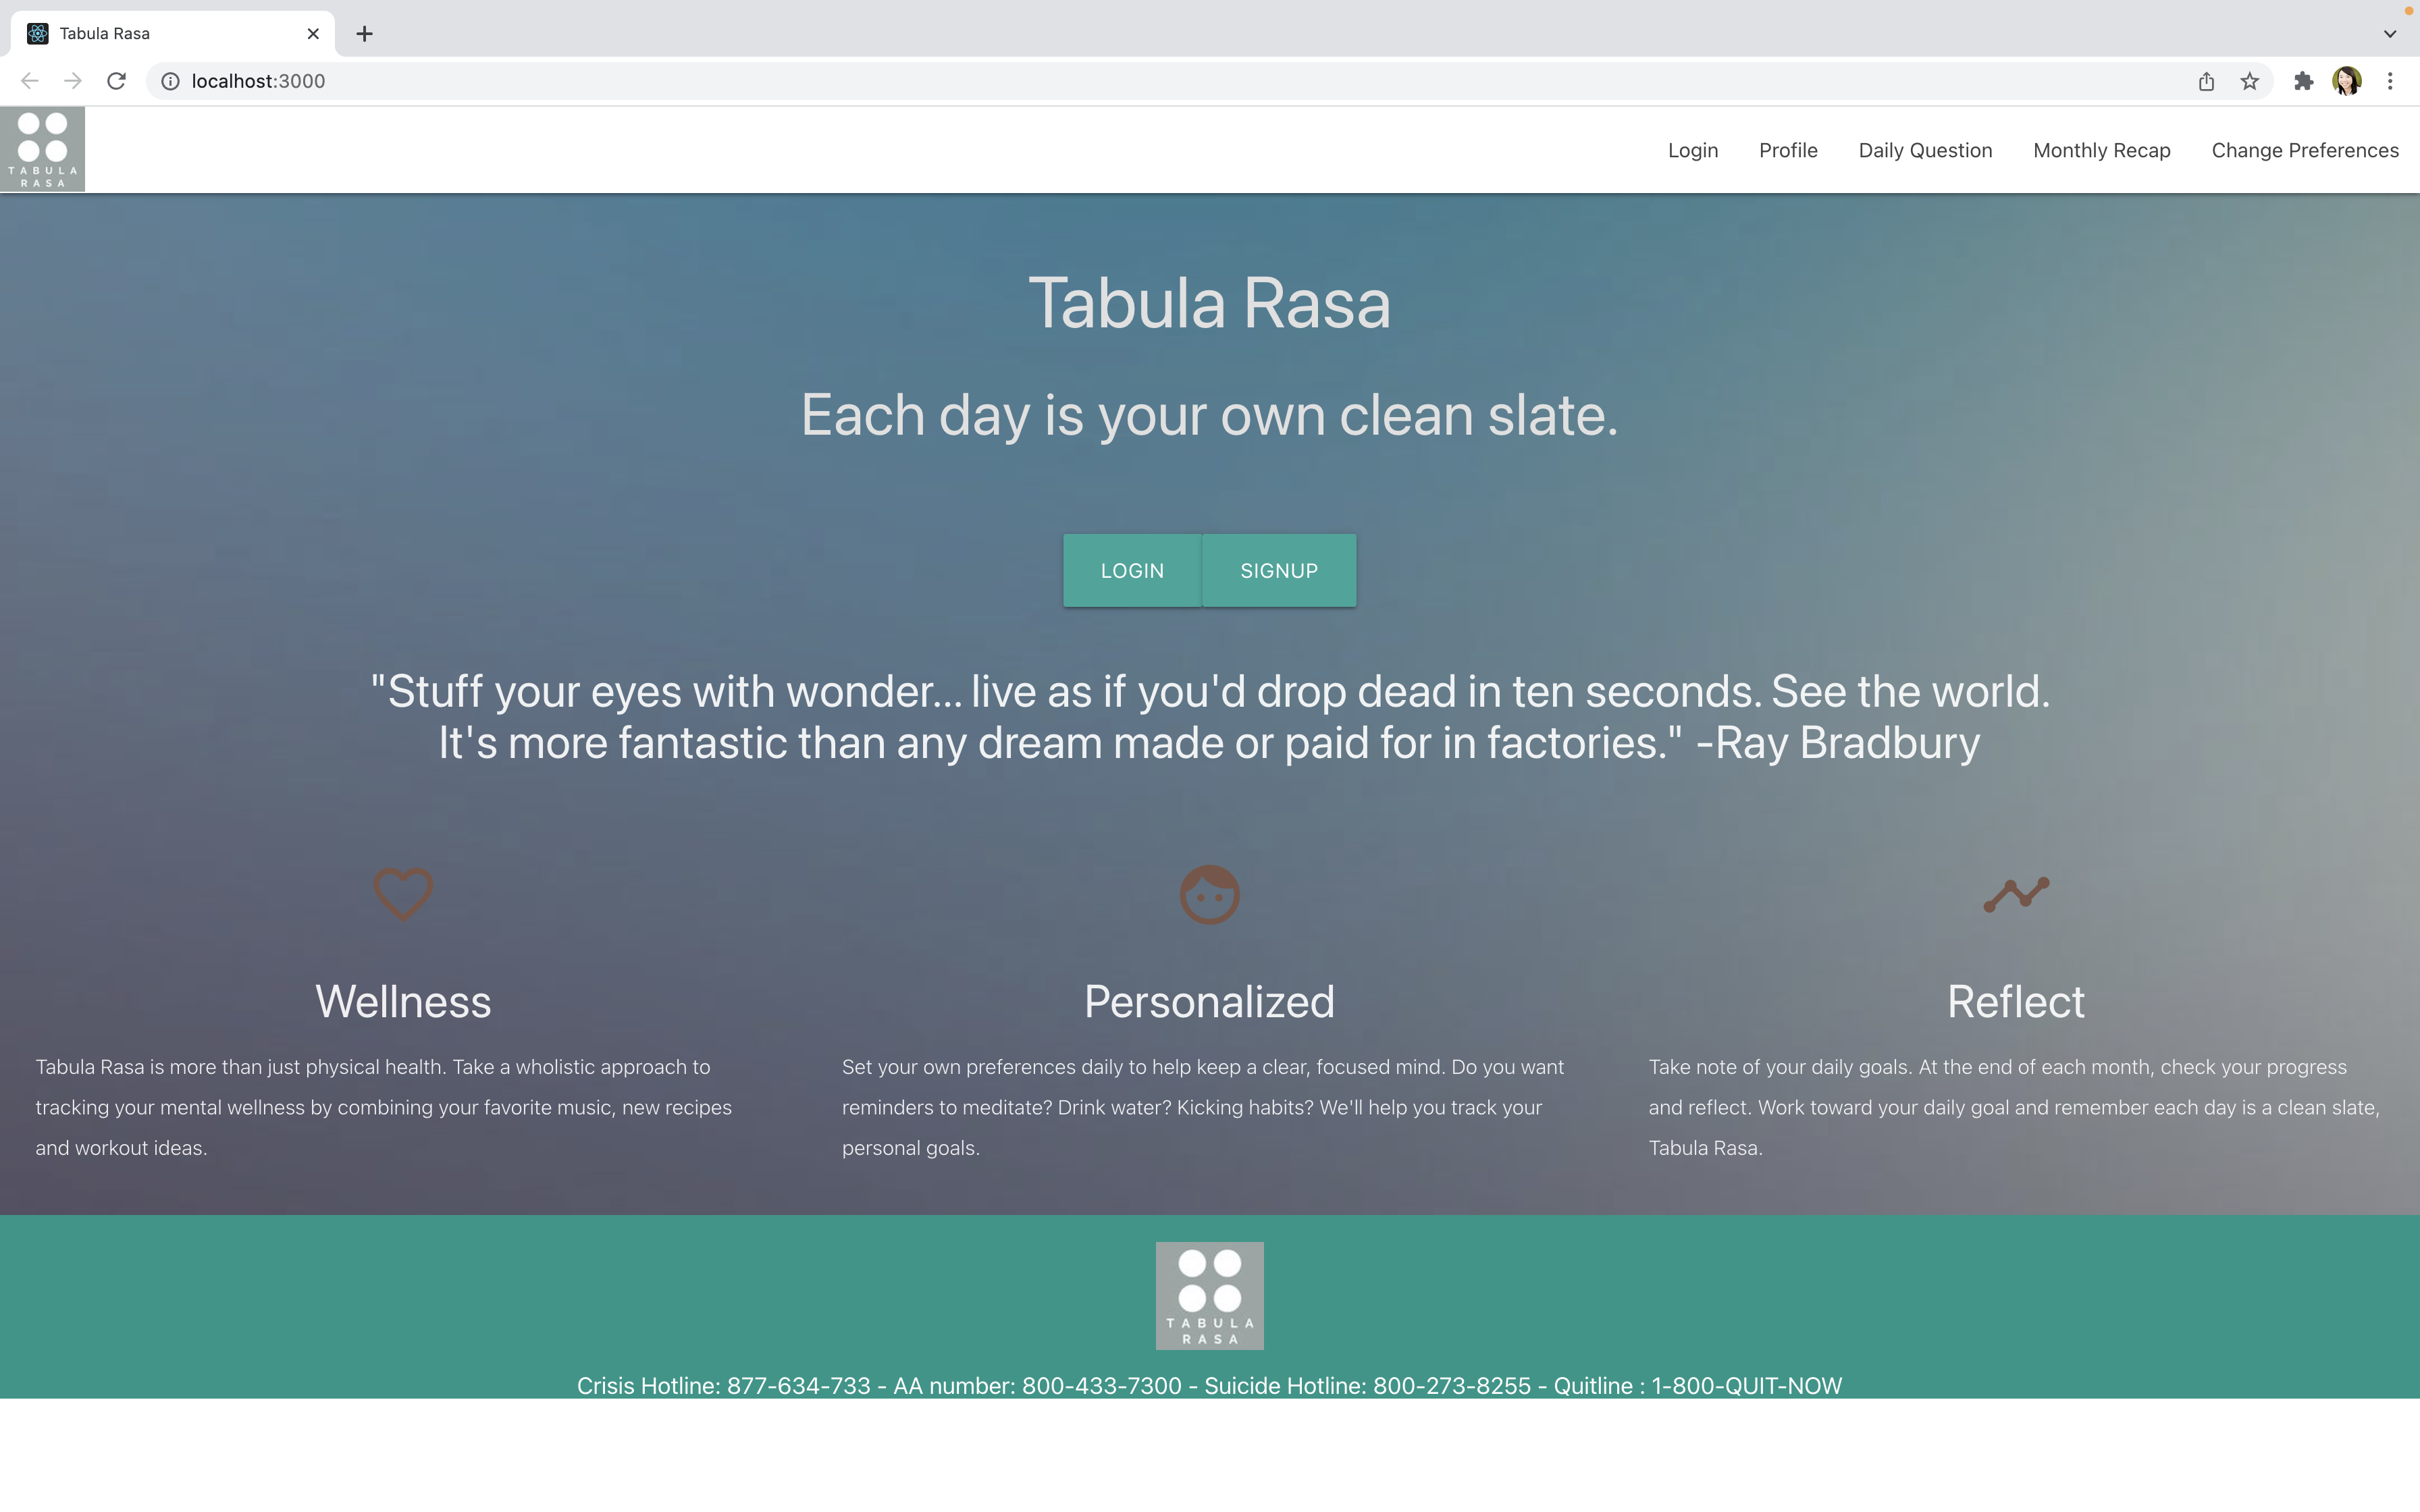 Tabula Rasa
localhost:3000
TABULA
RASA
Login Profile Daily Question Monthly Recap Change Preferences
Tabula Rasa
Each day is your own clean slate.
LOGIN SIGNUP
"Stuff your eyes with wonder... live as if you'd drop dead in ten seconds. See the world.
It's more fantastic than any dream made or paid for in factories." -Ray Bradbury
Wellness
Tabula Rasa is more than just physical health. Take a wholistic approach to
tracking your mental wellness by combining your favorite music, new recipes
and workout ideas.
Personalized
Set your own preferences daily to help keep a clear, focused mind. Do you want
reminders to meditate? Drink water? Kicking habits? We'll help you track your
personal goals.
Reflect
Take note of your daily goals. At the end of each month, check your progress
and reflect. Work toward your daily goal and remember each day is a clean slate,
Tabula Rasa.
TABULA
RASA
Crisis Hotline: 877-634-733 - AA number: 800-433-7300 - Suicide Hotline: 800-273-8255 - Quitline : 1-800-QUIT-NOW